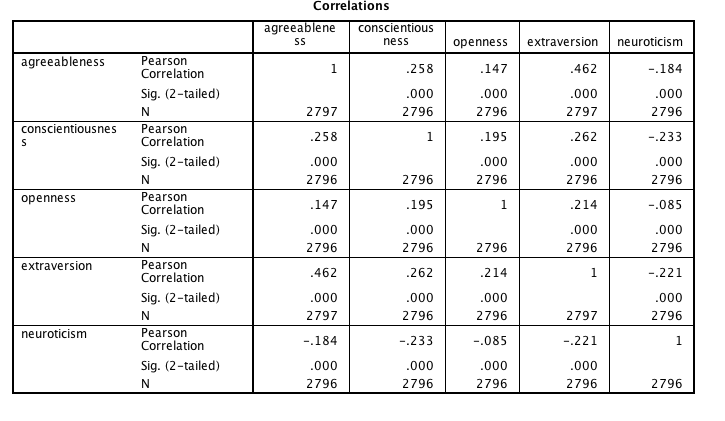 Correlations
agreeablene
ss conscientious
ness openness extraversion neuroticism
agreeableness Pearson
Correlation 1 .258 .147 .462 -.184
Sig. (2-tailed) .000 .000 .000 .000
N 2797 2796 2796 2797 2796
conscientiousnes
s Pearson
Correlation .258 1 .195 .262 -.233
Sig. (2-tailed) .000 .000 .000 .000
N 2796 2796 2796 2796 2796
openness Pearson
Correlation .147 .195 1 .214 -.085
Sig. (2-tailed) .000 .000 .000 .000
N 2796 2796 2796 2796 2796
extraversion Pearson
Correlation .462 .262 .214 1 -.221
Sig. (2-tailed) .000 .000 .000 .000
N 2797 2796 2796 2797 2796
neuroticism Pearson
Correlation -.184 -.233 -.085 -.221 1
Sig. (2-tailed) .000 .000 .000 .000
N 2796 2796 2796 2796 2796